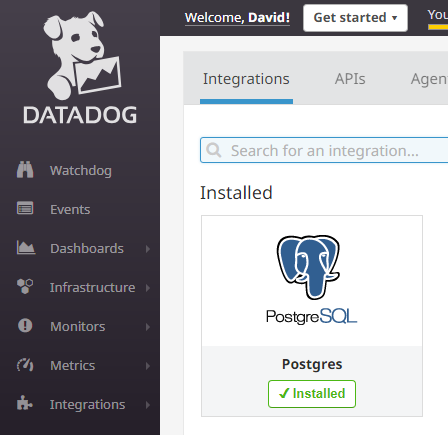 Welcome, David!
Get started
You
DATADOG
Integrations
APIs
Agen
Search for an integration...
Watchdog
Installed
Events
Dashboards
Infrastructure
Monitors
PostgreSQL
Metrics
Postgres
Installed
Integrations